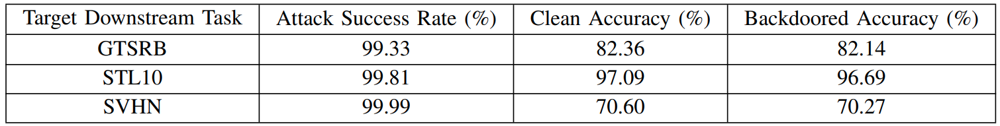 Target Downstream Task Attack Success Rate (%) Clean Accuracy (%) Backdoored Accuracy (%)
GTSRB 99.33 82.36 82.14
STL10 99.81 97.09 96.69
SVHN 99.99 70.60 70.27